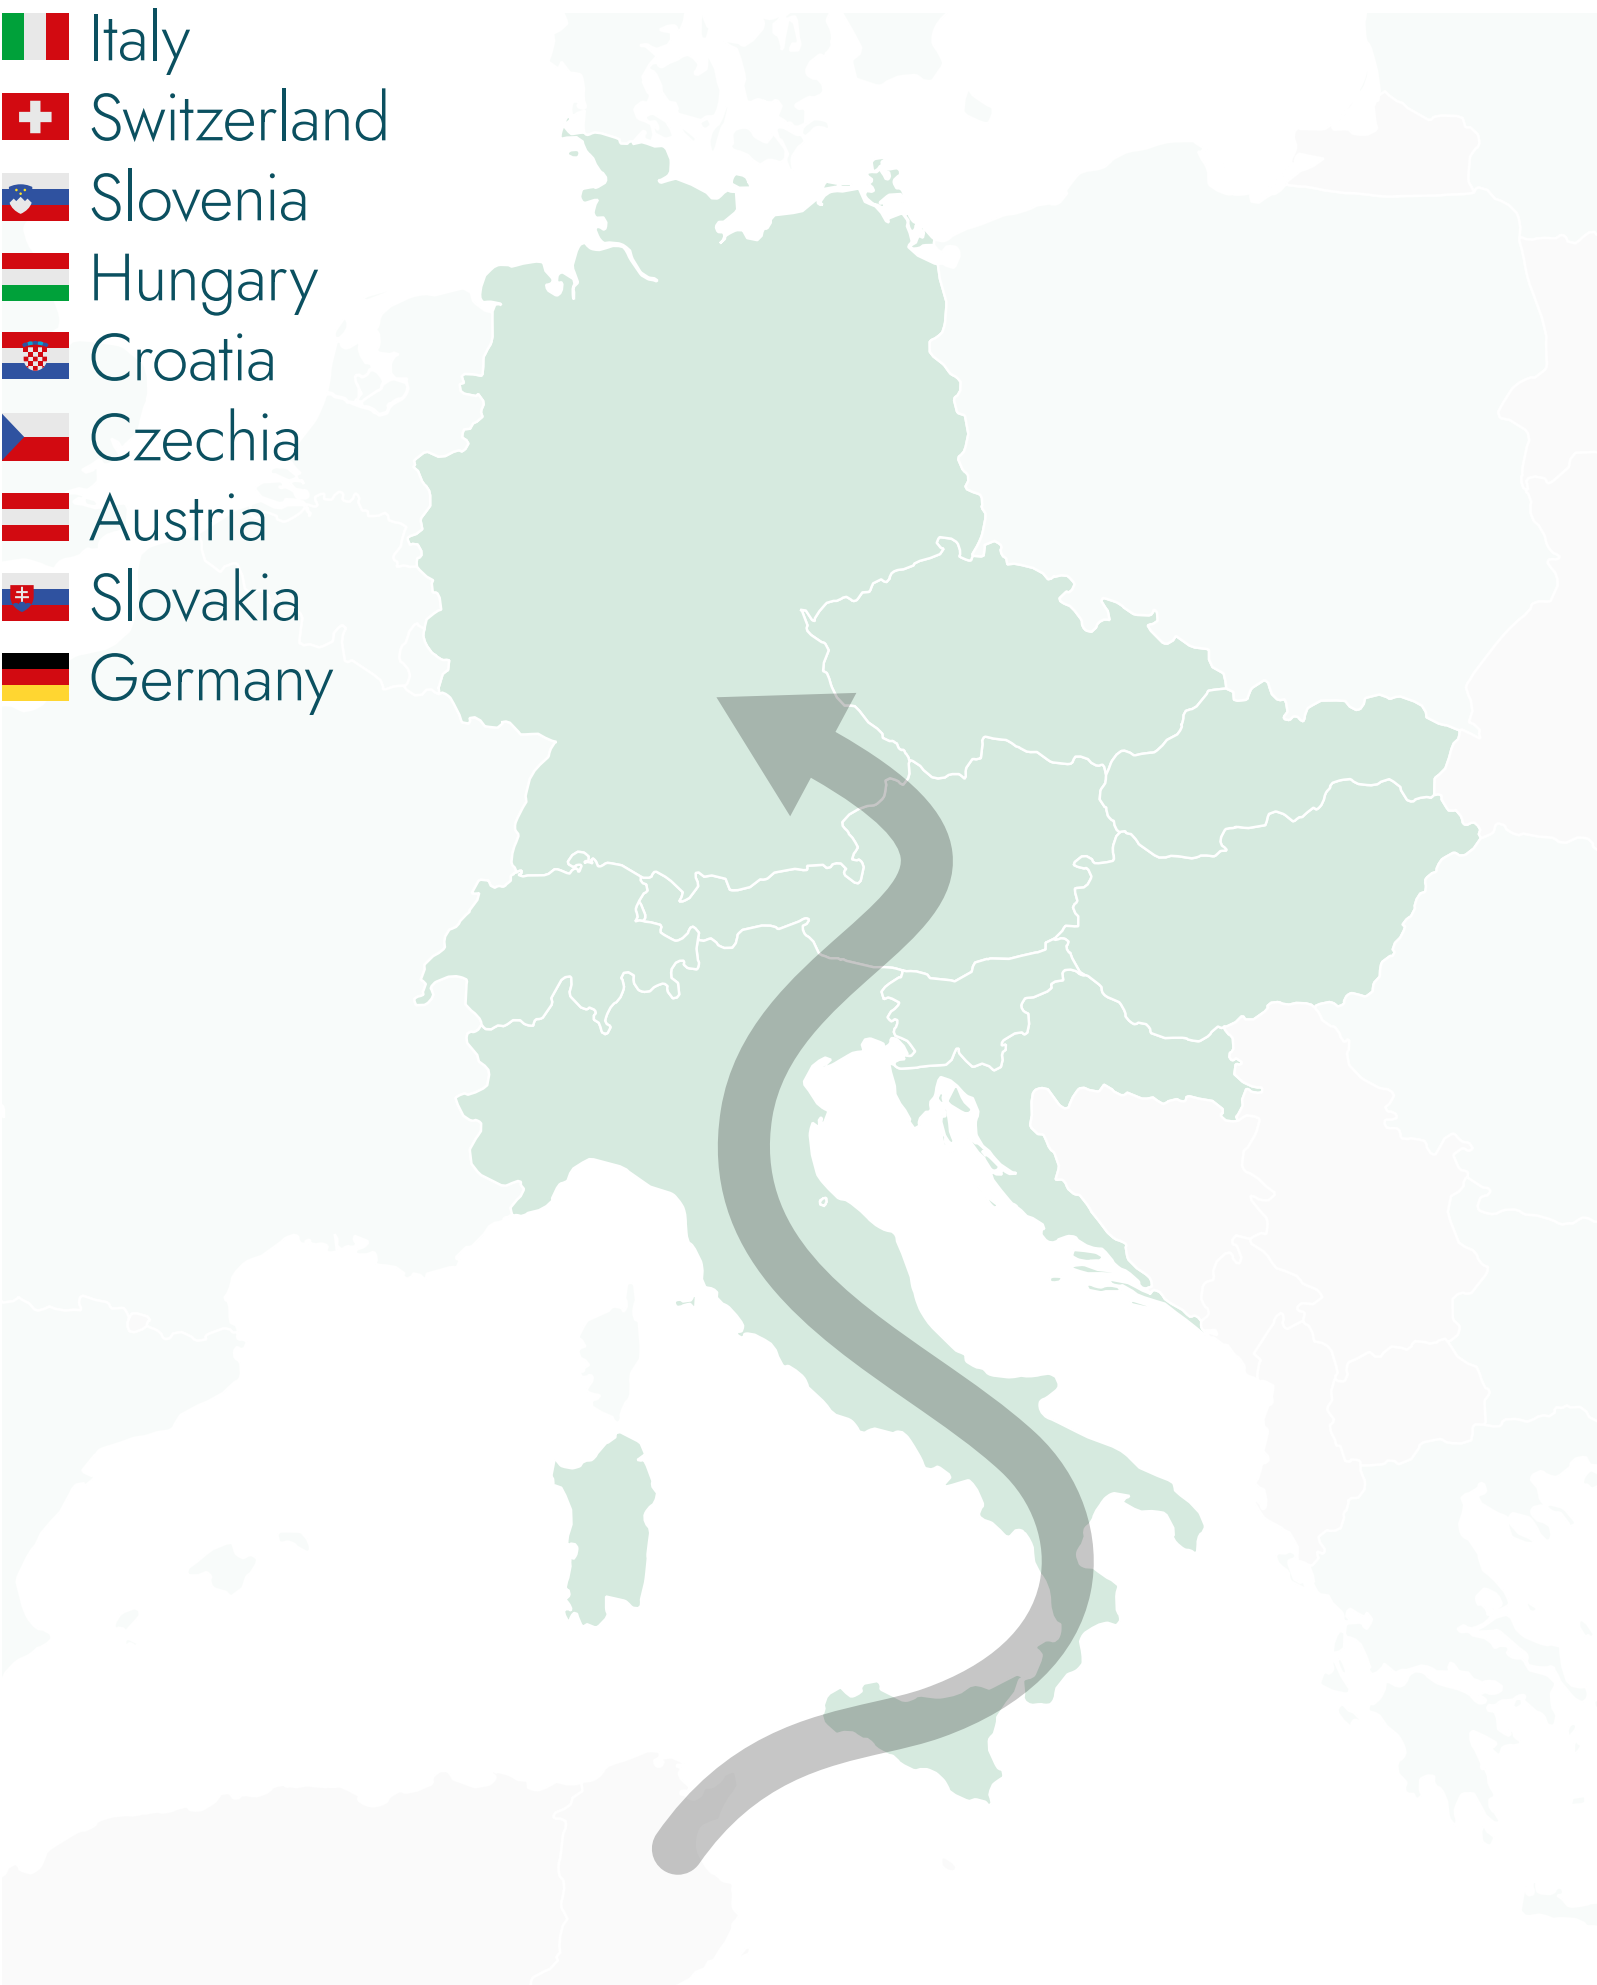 Italy
Switzerland
Slovenia
Hungary
Croatia
Czechia
Austria
Slovakia
Germany